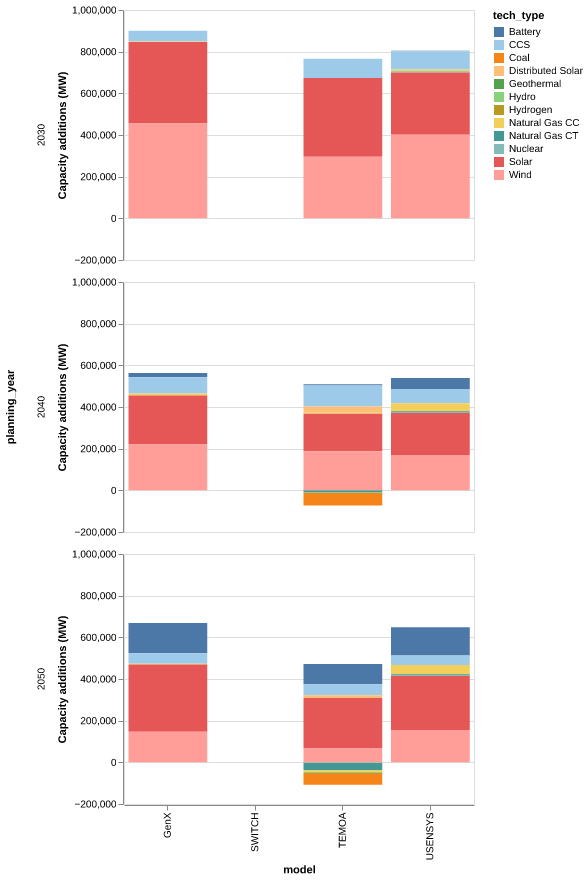 tech_type
Battery
CCS
Coal
Distributed Solar
Geothermal
Hydro
Hydrogen
Natural Gas CC
Natural Gas CT
Nuclear
Solar
Wind
planning_year
2030
Capacity additions (MW)
1,000,000
800,000
600,000
400,000
200,000
0
−200,000
2040
Capacity additions (MW)
1,000,000
800,000
600,000
400,000
200,000
0
−200,000
2050
Capacity additions (MW)
1,000,000
800,000
600,000
400,000
200,000
0
−200,000
GenX
SWITCH
TEMOA
USENSYS
model